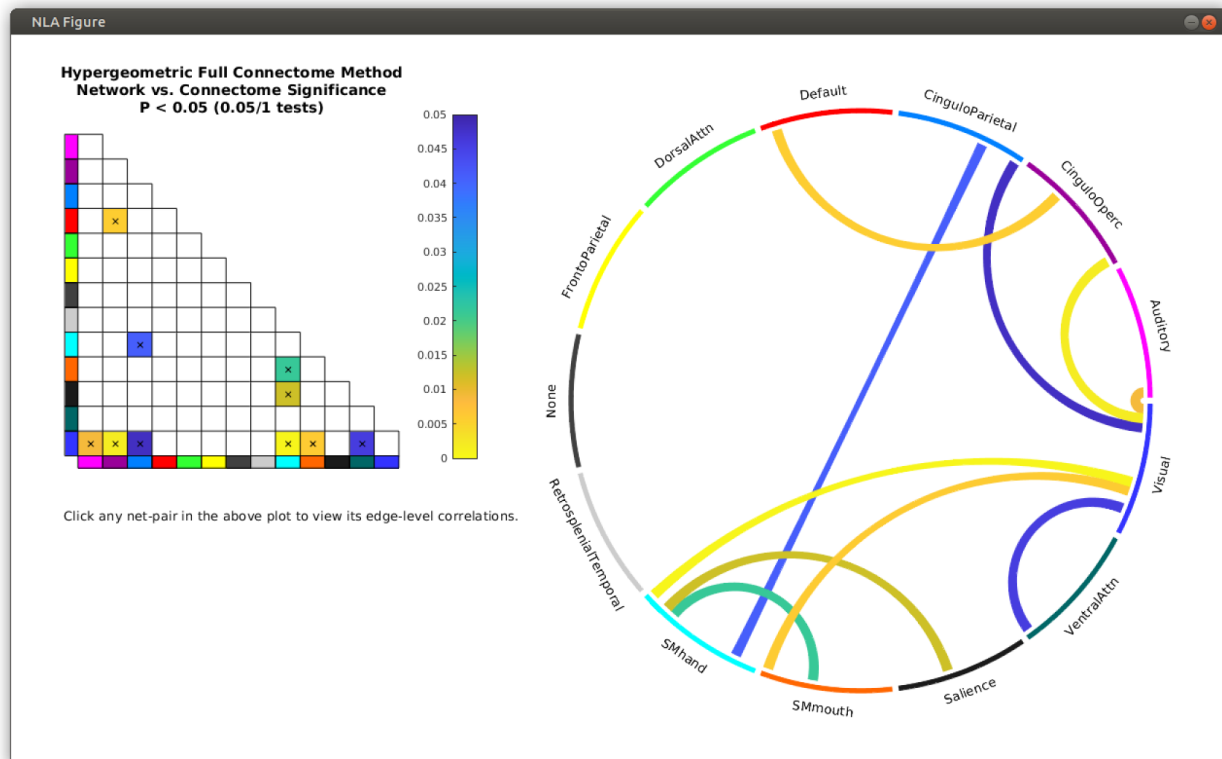 NLA Figure
Hypergeometric Full Connectome Method
Network vs. Connectome Significance
P < 0.05 (0.05/1 tests)
0.05
0.045
0.04
0.035
0.03
0.025
0.02
0.015
0.01
0.005
0
Click any net-pair in the above plot to view its edge-level correlations.
Default
CinguloParietal
CinguloOperc
Auditory
Visual
VentralAttn
Salience
SMmouth
SMhand
RetrosplenialTemporal
None
FrontoParietal
DorsalAttn